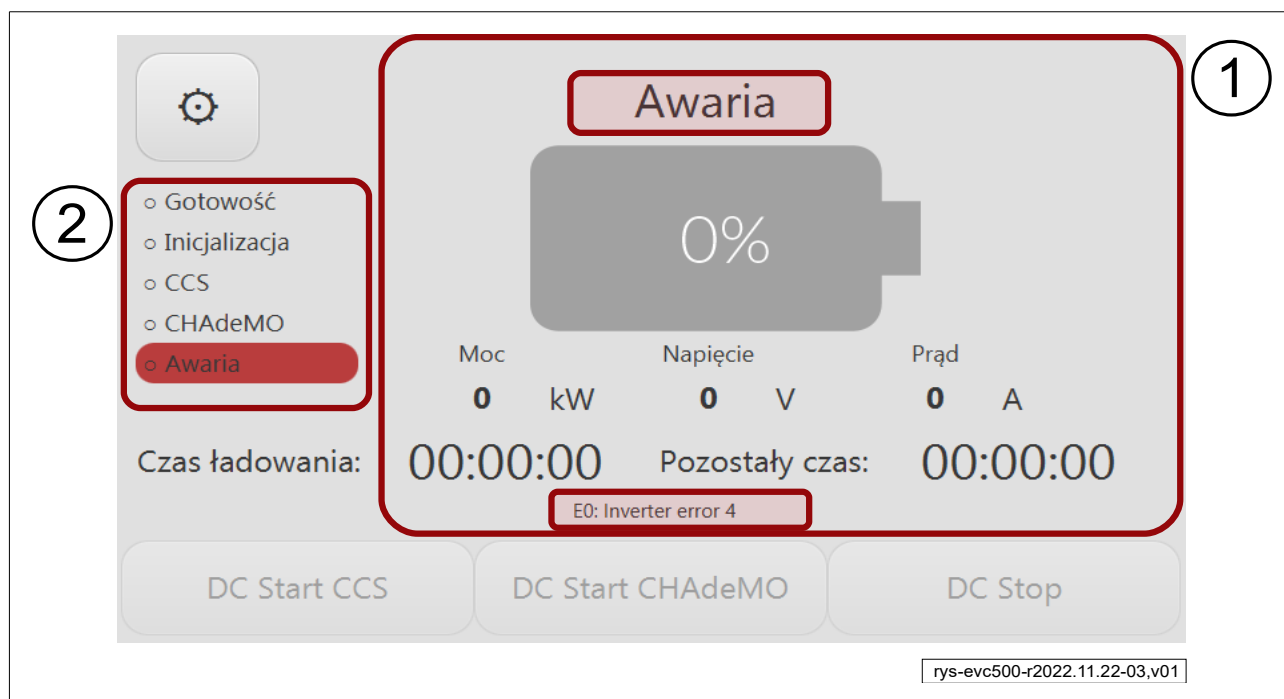 1
Awaria
2
○ Gotowość
○ Inicjalizacja
○ CCS
○ CHAdeMO
○ Awaria
0%
Moc Napięcie Prąd
0 kW 0 V 0 A
Czas ładowania: 00:00:00 Pozostały czas: 00:00:00
E0: Inverter error 4
DC Start CCS DC Start CHAdeMO DC Stop
rys-evc500-r2022.11.22-03,v01